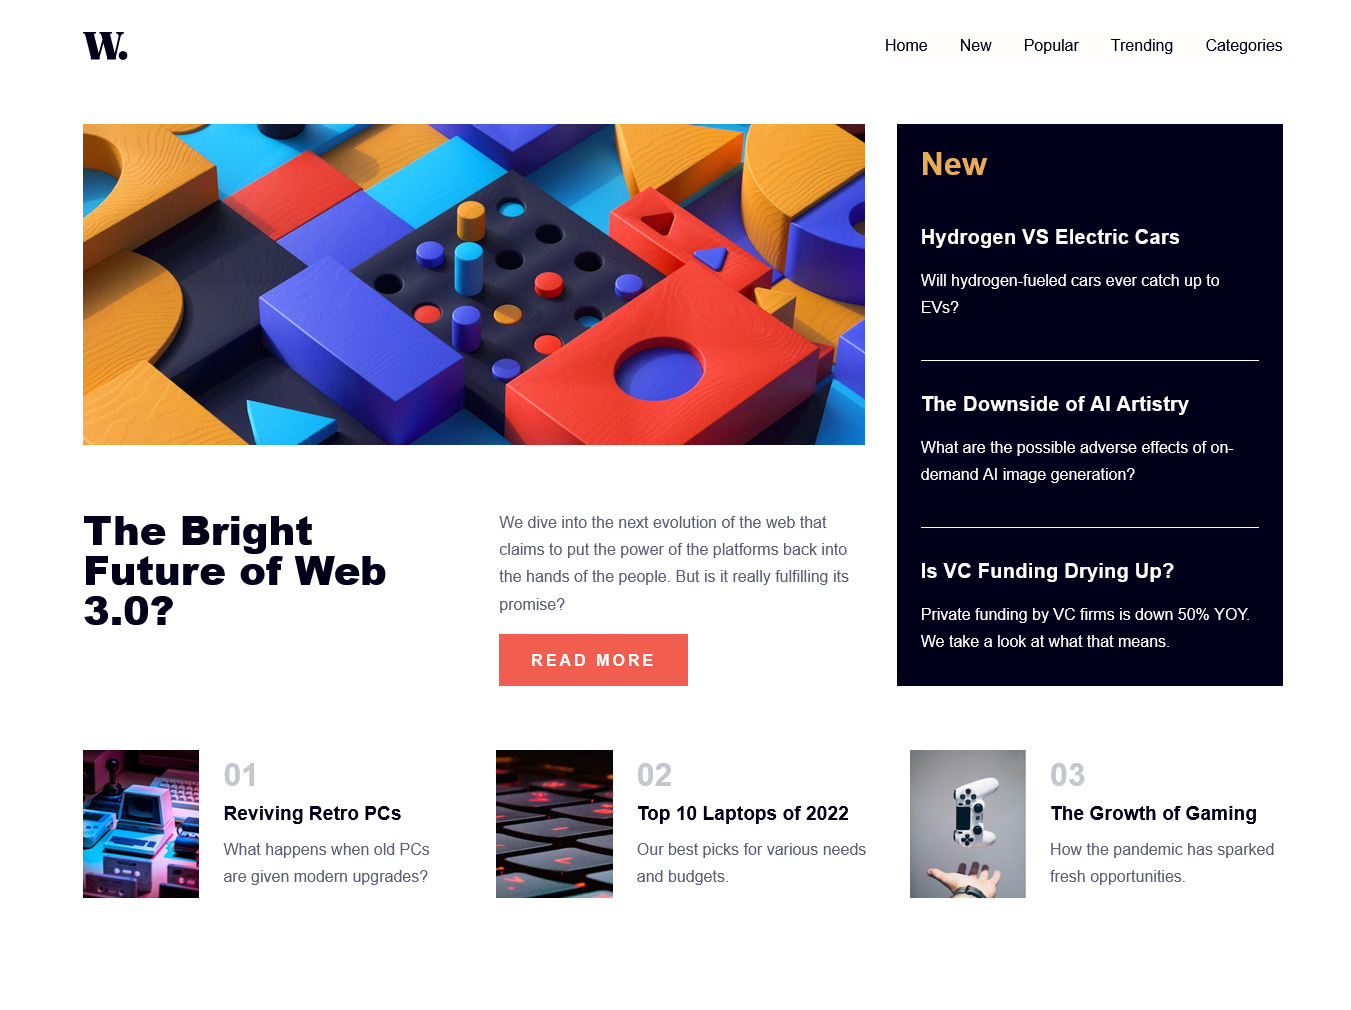 W.
Home New Popular Trending Categories
The Bright
Future of Web
3.0?
We dive into the next evolution of the web that
claims to put the power of the platforms back into
the hands of the people. But is it really fulfilling its
promise?
READ MORE
New
Hydrogen VS Electric Cars
Will hydrogen-fueled cars ever catch up to
EVs?
The Downside of AI Artistry
What are the possible adverse effects of on-
demand AI image generation?
Is VC Funding Drying Up?
Private funding by VC firms is down 50% YOY.
We take a look at what that means.
01
Reviving Retro PCs
What happens when old PCs
are given modern upgrades?
02
Top 10 Laptops of 2022
Our best picks for various needs
and budgets.
03
The Growth of Gaming
How the pandemic has sparked
fresh opportunities.